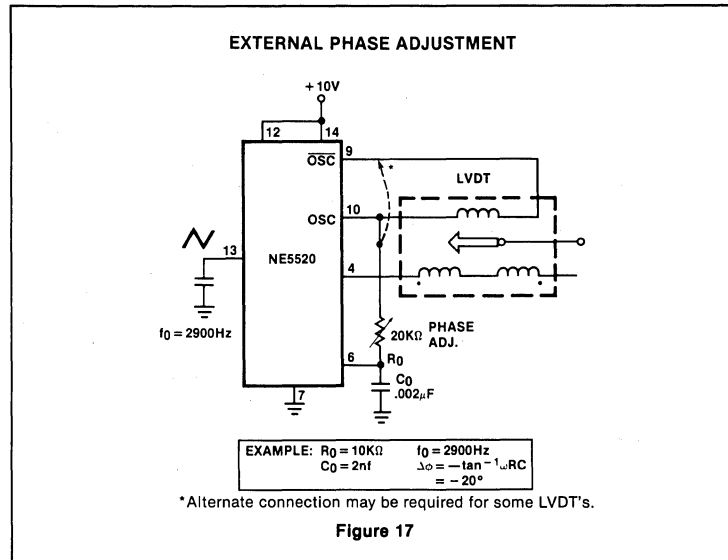 EXTERNAL PHASE ADJUSTMENT
+ 10V
12
14
OSC
9
*
LVDT
10
OSC
13
NE5520
4
f0 = 2900Hz
20KΩ PHASE ADJ.
R0
6
C0
.002μF
7
EXAMPLE: R0 = 10KΩ f0 = 2900Hz
C0 = 2nf Δϕ = —tan⁻¹ωRC
= - 20°
*Alternate connection may be required for some LVDT's.
Figure 17